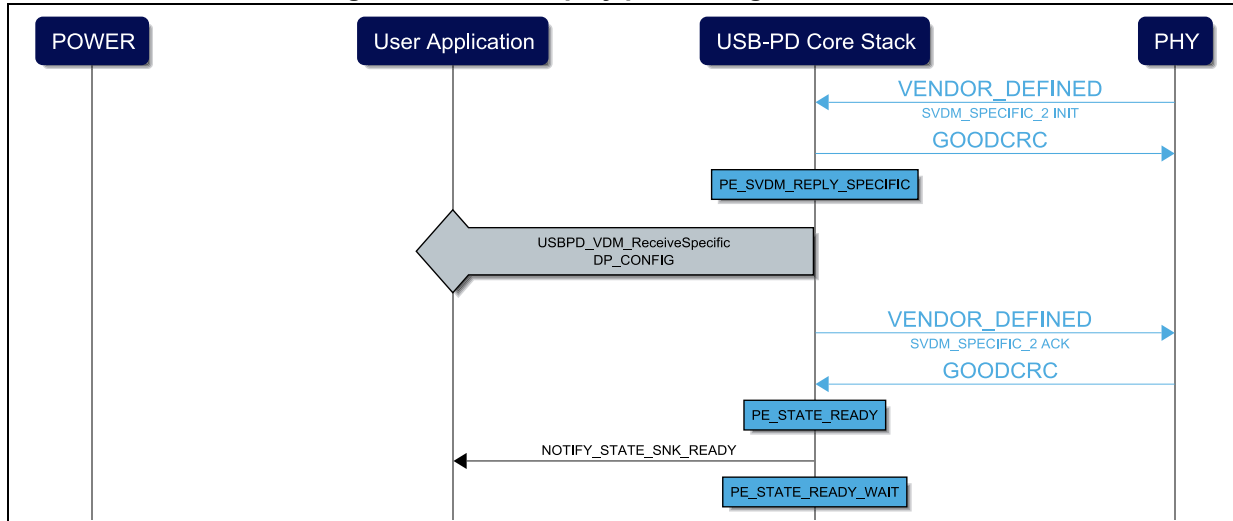 POWER
User Application
USB-PD Core Stack
PHY
VENDOR_DEFINED
SVDM_SPECIFIC_2 INIT
GOODCRC
PE_SVDM_REPLY_SPECIFIC
USBPD_VDM_ReceiveSpecific
DP_CONFIG
VENDOR_DEFINED
SVDM_SPECIFIC_2 ACK
GOODCRC
PE_STATE_READY
NOTIFY_STATE_SNK_READY
PE_STATE_READY_WAIT